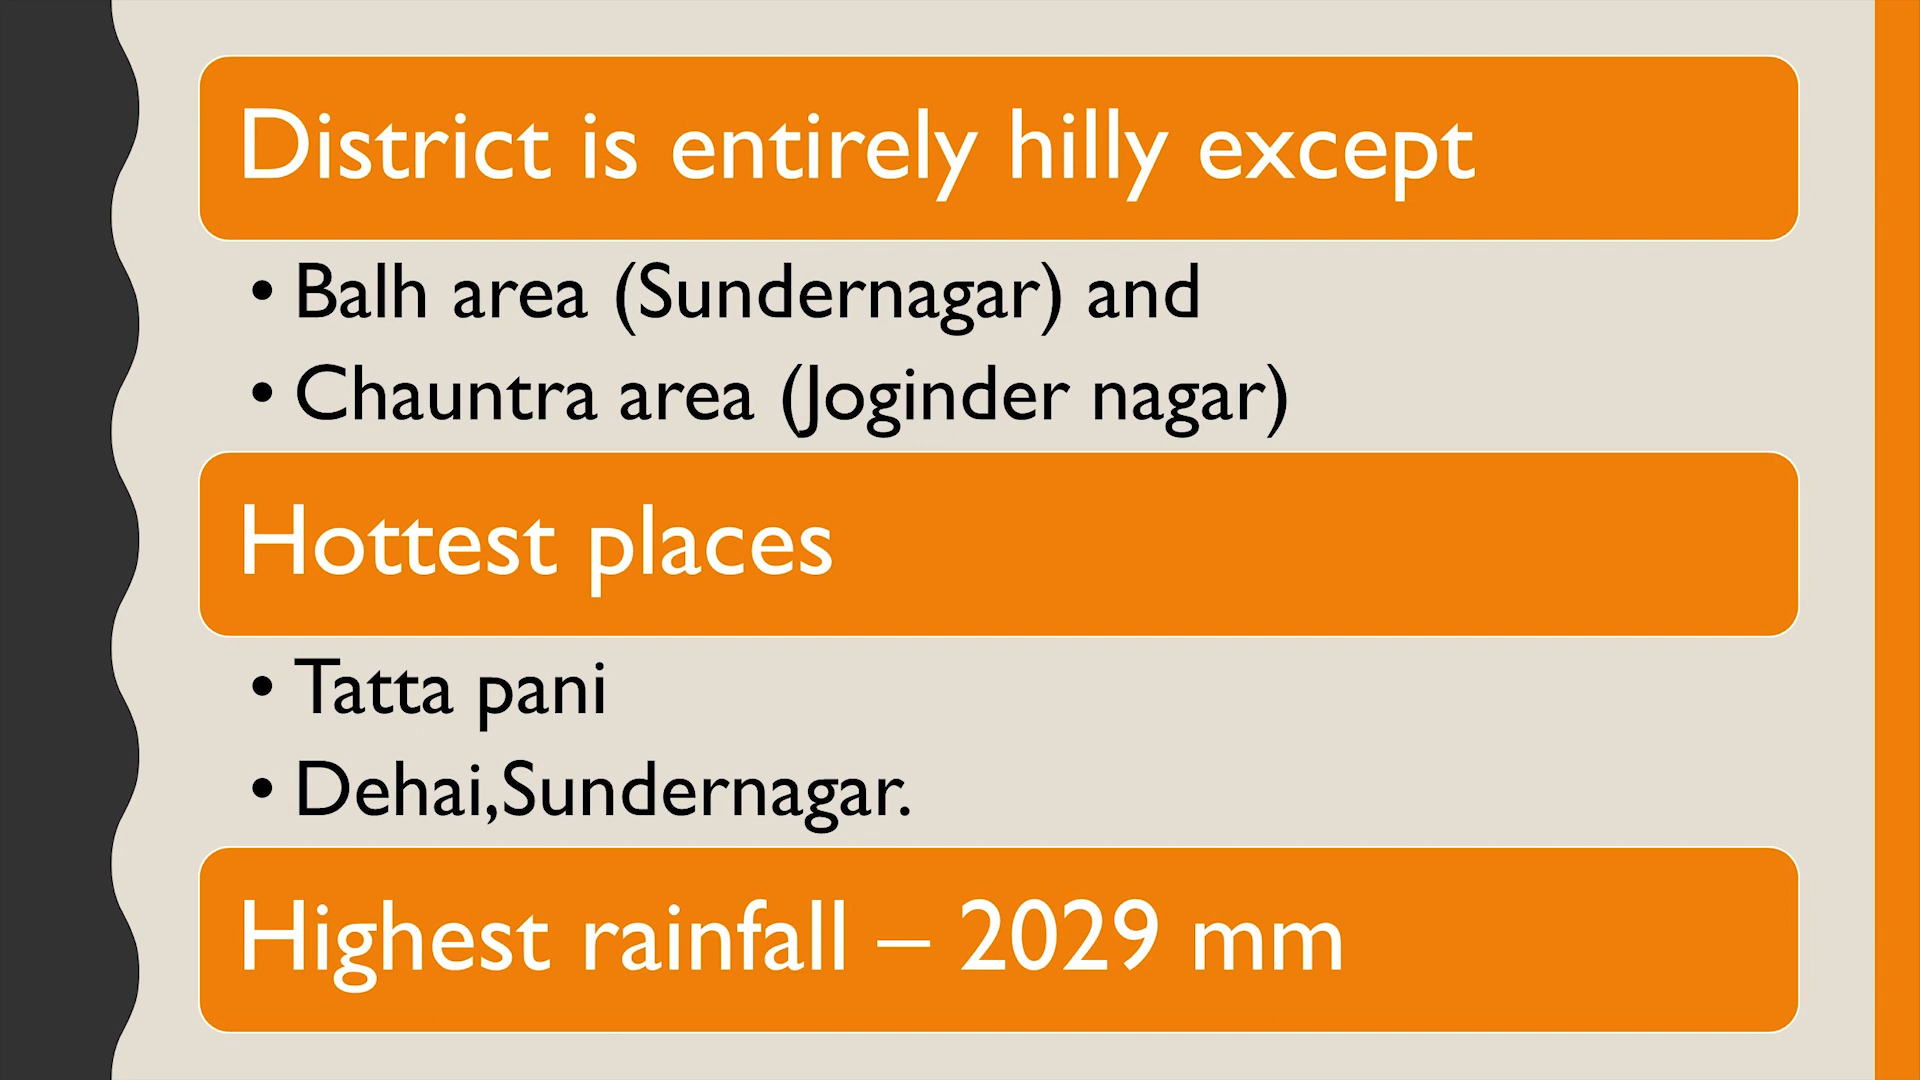 District is entirely hilly except
• Balh area (Sundernagar) and
• Chauntra area (Joginder nagar)
Hottest places
• Tatta pani
• Dehai,Sundernagar.
Highest rainfall – 2029 mm